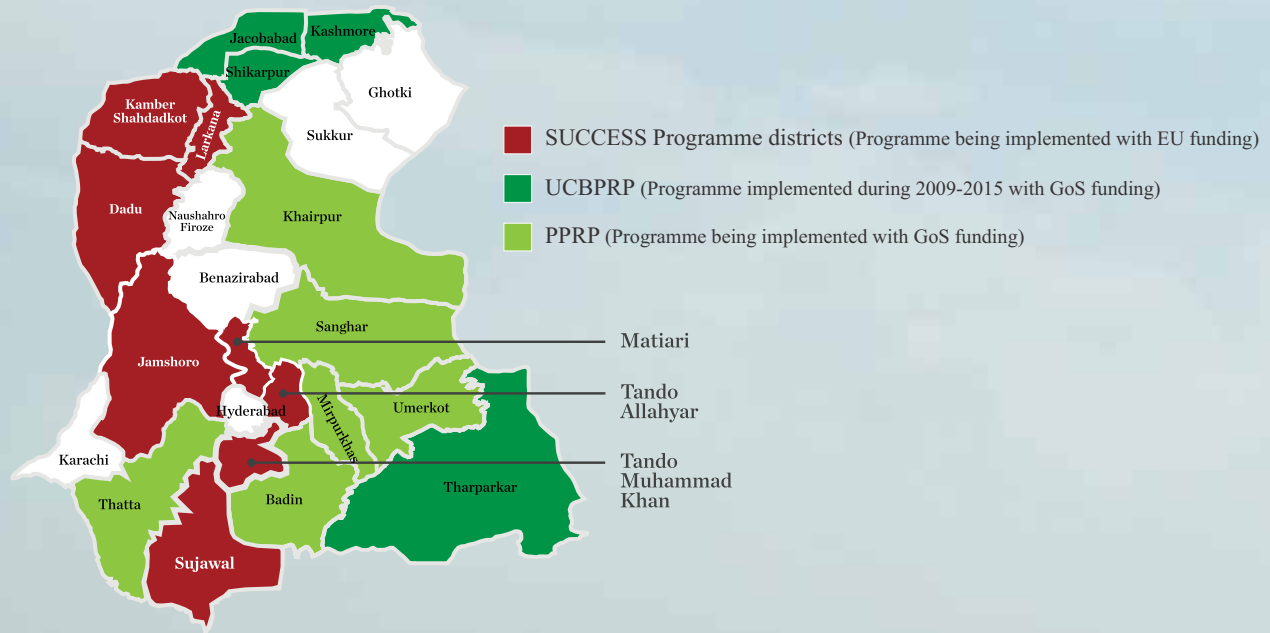 Jacobabad
Kashmore
Shikarpur
Ghotki
Kamber
Shahdadkot
Larkana
Sukkur
SUCCESS Programme districts (Programme being implemented with EU funding)
UCBPRP (Programme implemented during 2009-2015 with GoS funding)
PPRP (Programme being implemented with GoS funding)
Dadu
Naushahro
Firoze
Khairpur
Benazirabad
Sanghar
Matiari
Jamshoro
Tando
Allahyar
Hyderabad
Mirpurkhas
Umerkot
Karachi
Tando
Muhammad
Khan
Thatta
Badin
Tharparkar
Sujawal